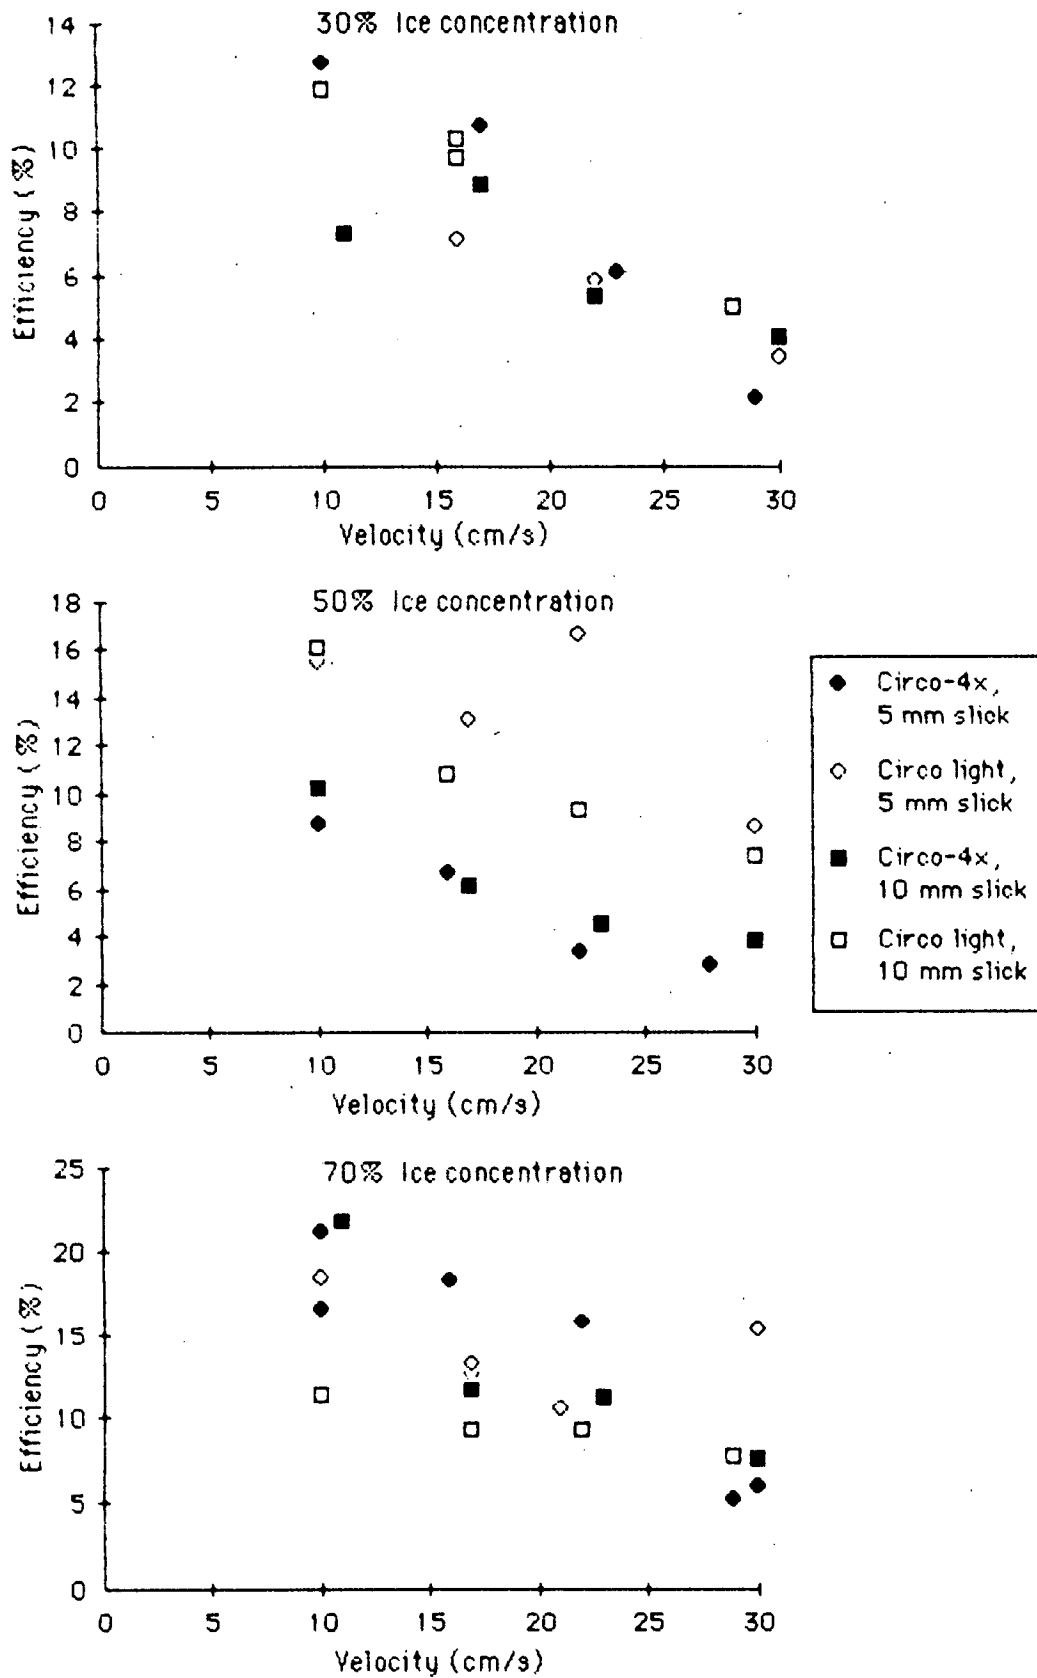 30% Ice concentration
14
12
10
8
6
4
2
0
Efficiency (%)
0 5 10 15 20 25 30
Velocity (cm/s)
50% Ice concentration
18
16
14
12
10
8
6
4
2
0
Efficiency (%)
0 5 10 15 20 25 30
Velocity (cm/s)
Circo-4x,
5 mm slick
Circo light,
5 mm slick
Circo-4x,
10 mm slick
Circo light,
10 mm slick
70% Ice concentration
25
20
15
10
5
0
Efficiency (%)
0 5 10 15 20 25 30
Velocity (cm/s)